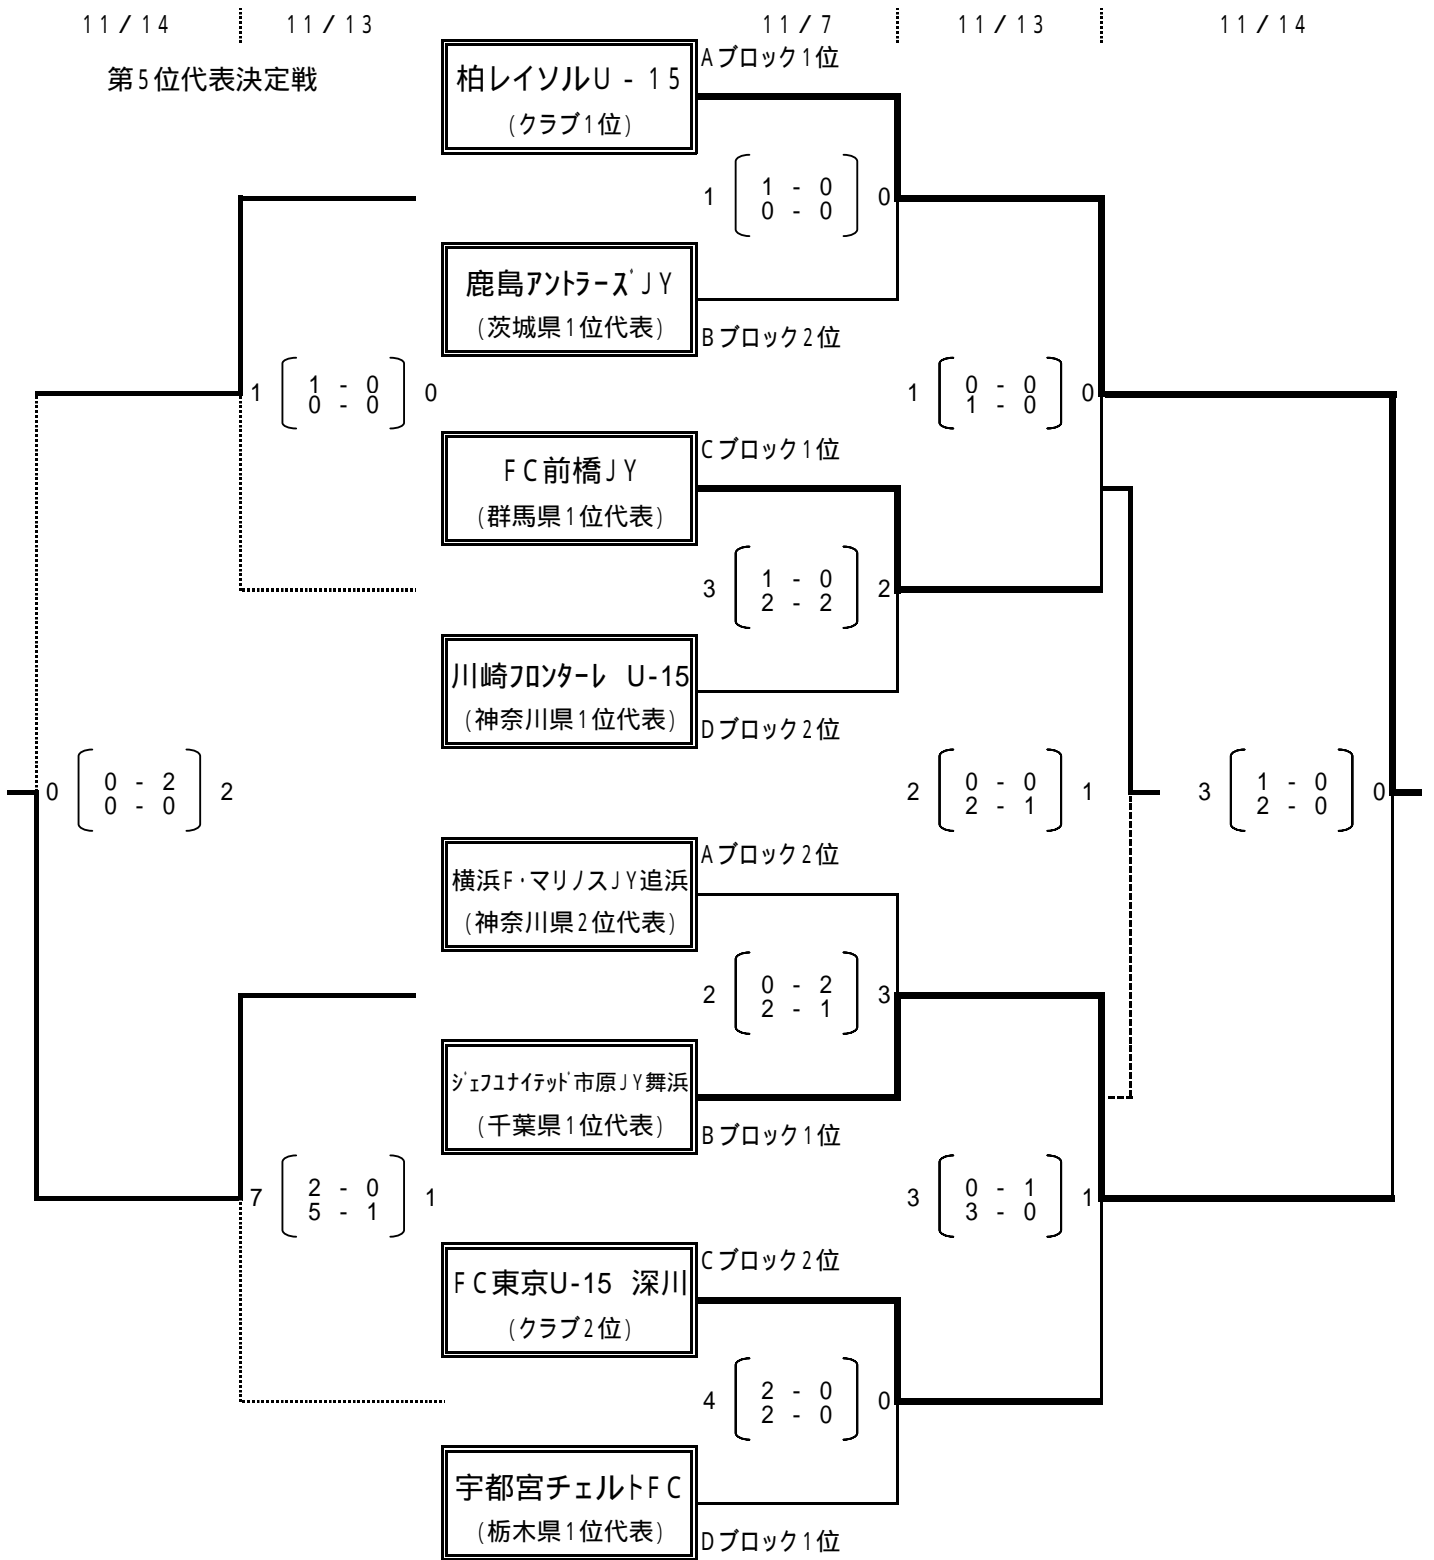 11/14 11/13 11/7 11/13 11/14
第5位代表決定戦
Aブロック1位
柏レイソルU-15
(クラブ1位)
1 1 - 0 0
0 - 0
鹿島アントラーズJY
(茨城県1位代表)
Bブロック2位
1 1 - 0 0
0 - 0
1 0 - 0 0
1 - 0
Cブロック1位
FC前橋JY
(群馬県1位代表)
3 1 - 0 2
2 - 2
川崎フロンターレ U-15
(神奈川県1位代表)
Dブロック2位
0 0 - 2 2
0 - 0
2 0 - 0 1
2 - 1
3 1 - 0 0
2 - 0
Aブロック2位
横浜F・マリノスJY追浜
(神奈川県2位代表)
2 0 - 2 3
2 - 1
ジェフユナイテッド市原JY舞浜
(千葉県1位代表)
Bブロック1位
7 2 - 0 1
5 - 1
3 0 - 1 1
3 - 0
Cブロック2位
FC東京U-15 深川
(クラブ2位)
4 2 - 0 0
2 - 0
宇都宮チェルトFC
(栃木県1位代表)
Dブロック1位